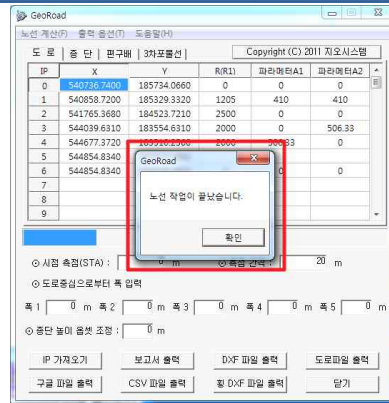 GeoRoad
노선 계산(F) 출력 옵션(T) 도움말(H)
도 로 종 단 편구배 3차포물선 Copyright (C) 2011 지오시스템
IP X Y R(R1) 파라메터A1 파라메터A2
0 540736.7400 185734.0660 0 0 0
1 540858.7200 185329.3320 1205 410 410
2 541765.3680 184523.7210 2500 0 0
3 544039.6310 183554.6310 2000 0 506.33
4 544677.3720
5 544854.8340 0
6 544854.8340 0
7
8
9
GeoRoad
노선 작업이 끝났습니다.
확인
시점 측점(STA) : 0 m 20 m
도로중심으로부터 폭 입력
폭 1 0 m 폭 2 0 m 폭 3 0 m 폭 4 0 m 폭 5 0 m
종단 높이 옵셋 조정 : 0 m
IP 가져오기 보고서 출력 DXF 파일 출력 도로파일 출력
구글 파일 출력 CSV 파일 출력 횡 DXF 파일 출력 닫기